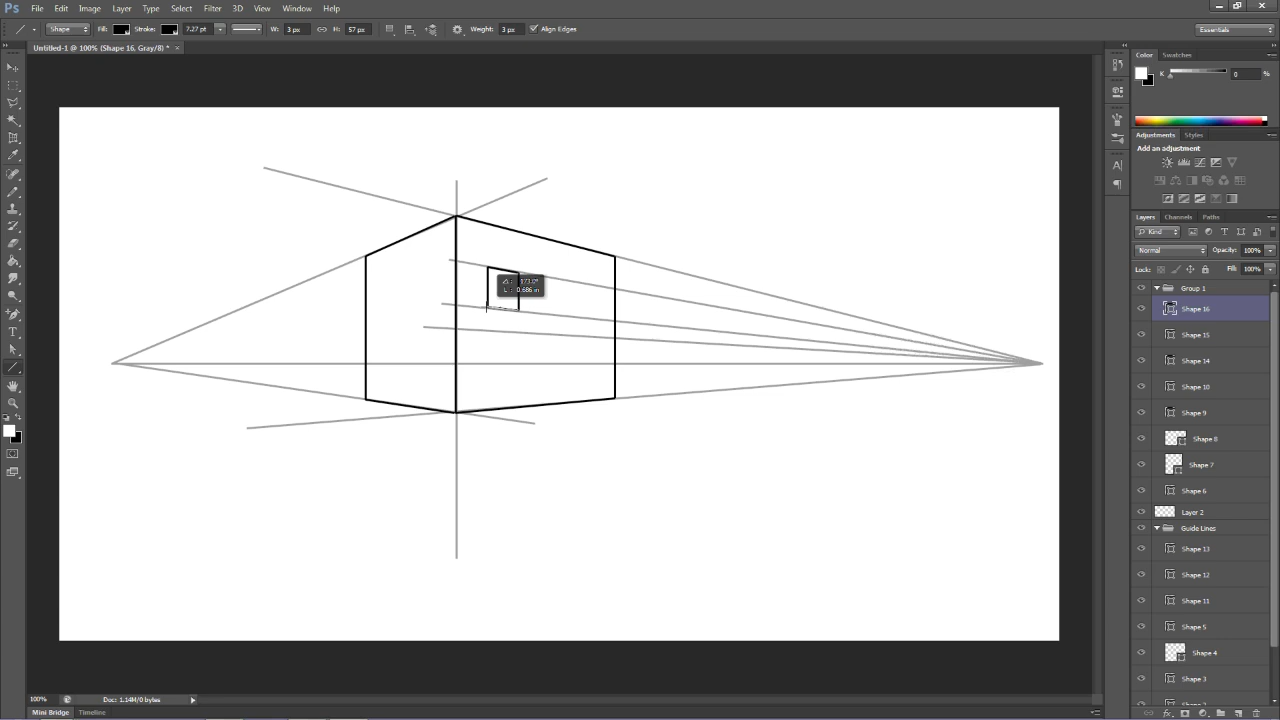 Ps File Edit Image Layer Type Select Filter 3D View Window Help
Shape Fill: Stroke: 7.27 pt W: 3 px H: 57 px Weight: 3 px Align Edges Essentials
Untitled-1 @ 100% (Shape 16, Gray/8) * ×
Color Swatches
K 0 %
Adjustments Styles
Add an adjustment
Layers Channels Paths
Kind
Normal Opacity: 100%
Lock: Fill: 100%
Group 1
Shape 16
Shape 15
Shape 14
Shape 10
Shape 9
Shape 8
Shape 7
Shape 6
Layer 2
Guide Lines
Shape 13
Shape 12
Shape 11
Shape 5
Shape 4
Shape 3
L: 0.686 in
100% Doc: 1.14M/0 bytes
Mini Bridge Timeline